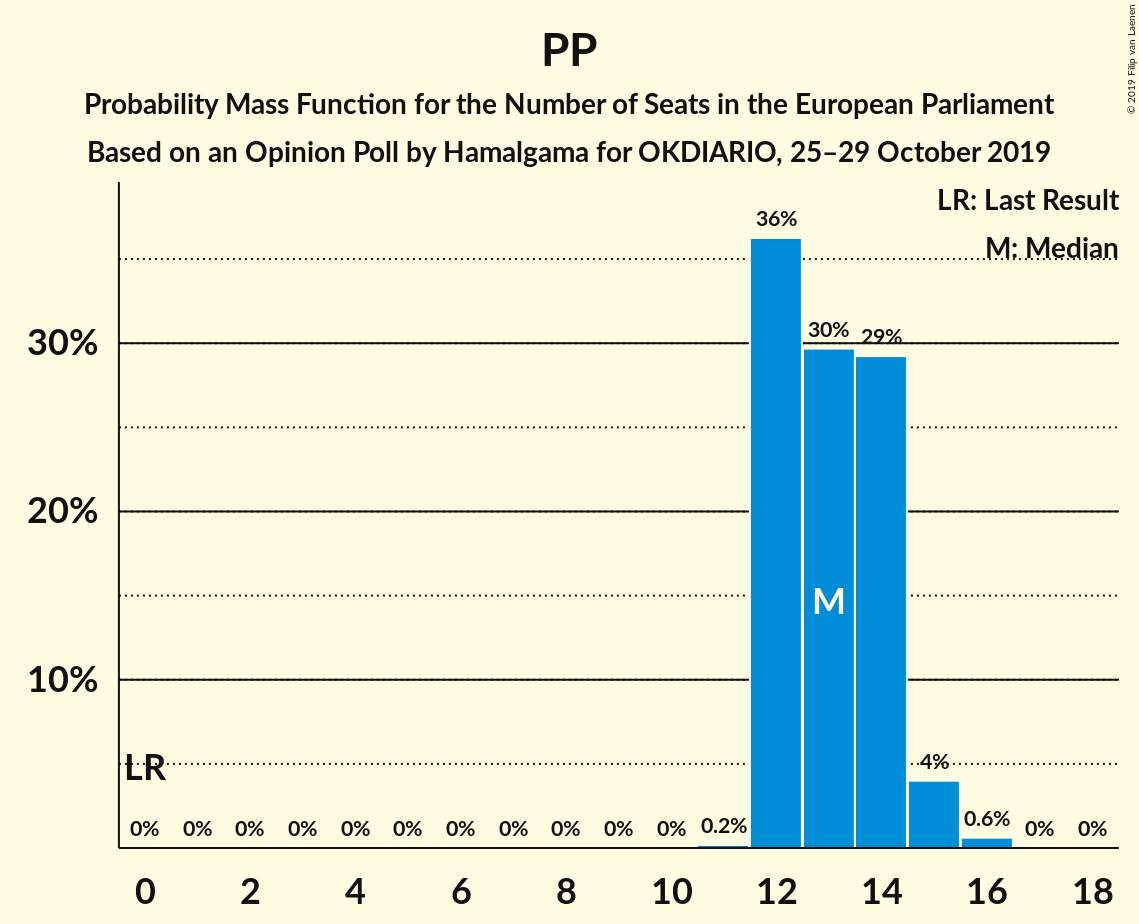 PP
Probability Mass Function for the Number of Seats in the European Parliament
Based on an Opinion Poll by Hamalgama for OKDIARIO, 25–29 October 2019
© 2019 Filip van Laenen
LR: Last Result
M: Median
36%
30% 29%
30%
20%
M
10%
LR
4%
0% 0% 0% 0% 0% 0% 0% 0% 0% 0% 0% 0.2% 0.6% 0% 0%
0 2 4 6 8 10 12 14 16 18